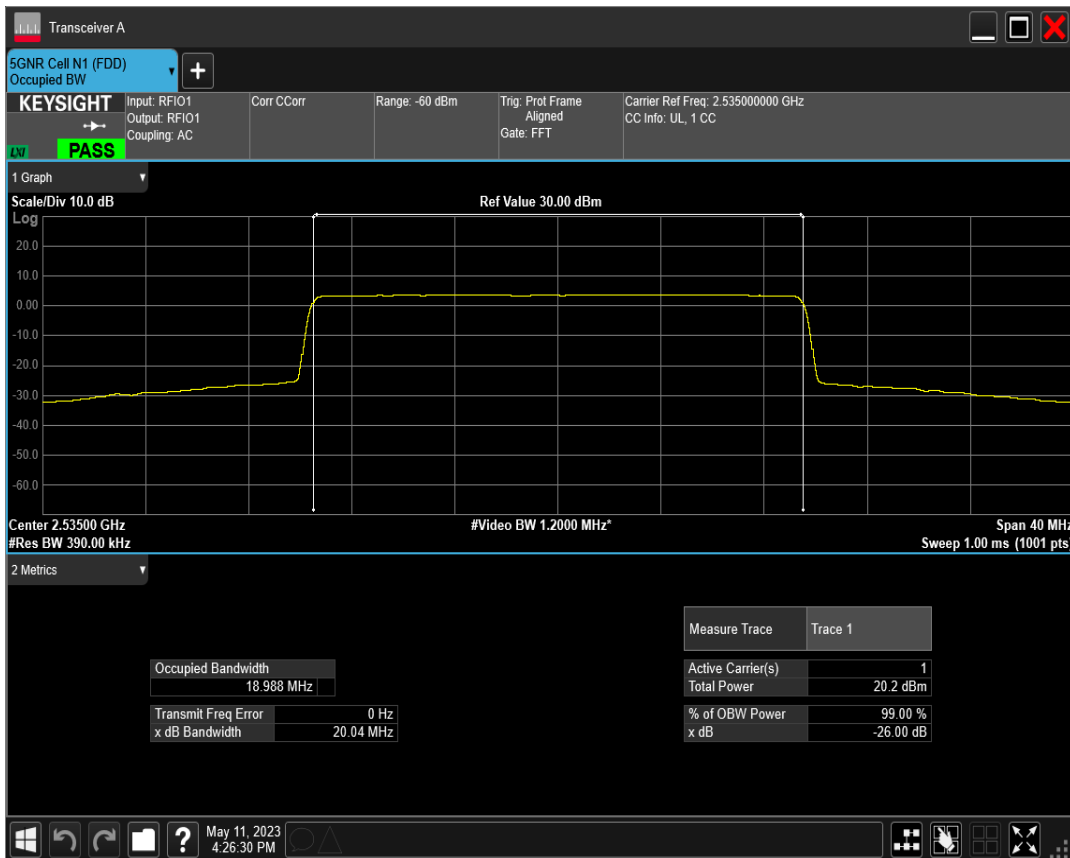 Transceiver A
5GNR Cell N1 (FDD)
Occupied BW
+
KEYSIGHT
LXI
PASS
Input: RFIO1
Output: RFIO1
Coupling: AC
Corr CCorr
Range: -60 dBm
Trig: Prot Frame
Aligned
Gate: FFT
Carrier Ref Freq: 2.535000000 GHz
CC Info: UL, 1 CC
1 Graph
Scale/Div 10.0 dB
Ref Value 30.00 dBm
Log
20.0
10.0
0.00
-10.0
-20.0
-30.0
-40.0
-50.0
-60.0
Center 2.53500 GHz
#Video BW 1.2000 MHz*
Span 40 MHz
#Res BW 390.00 kHz
Sweep 1.00 ms (1001 pts)
2 Metrics
Measure Trace Trace 1
Occupied Bandwidth
18.988 MHz
Active Carrier(s) 1
Total Power 20.2 dBm
Transmit Freq Error 0 Hz
x dB Bandwidth 20.04 MHz
% of OBW Power 99.00 %
x dB -26.00 dB
?
May 11, 2023
4:26:30 PM